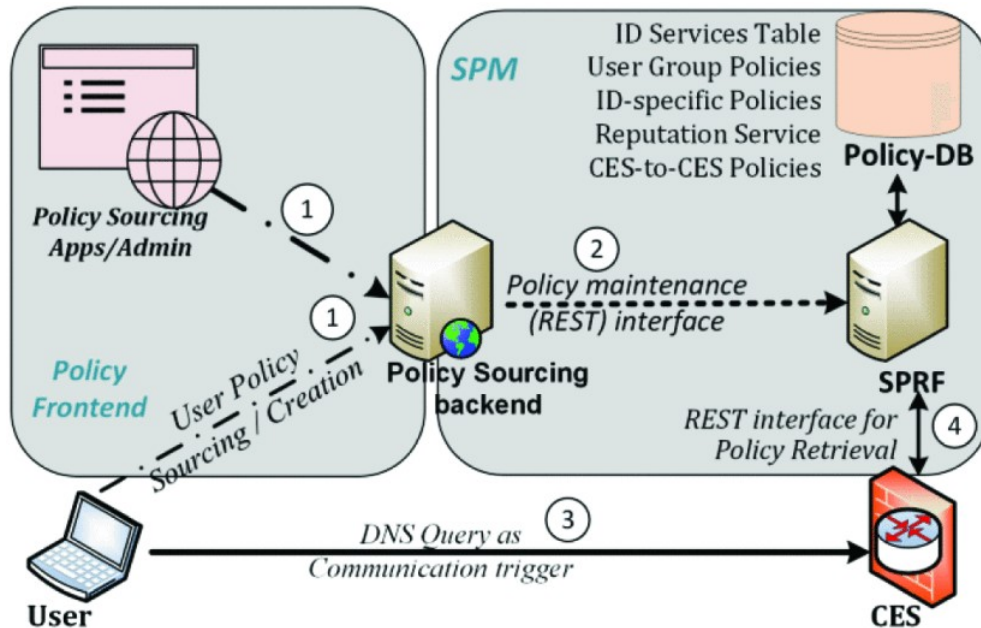 SPM
ID Services Table
User Group Policies
ID-specific Policies
Reputation Service
CES-to-CES Policies
Policy-DB
Policy Sourcing
Apps/Admin
1
1
2
Policy maintenance
(REST) interface
Policy Sourcing
backend
SPRF
Policy
Frontend
User Policy
Sourcing / Creation
REST interface for
Policy Retrieval
4
3
DNS Query as
Communication trigger
User
CES